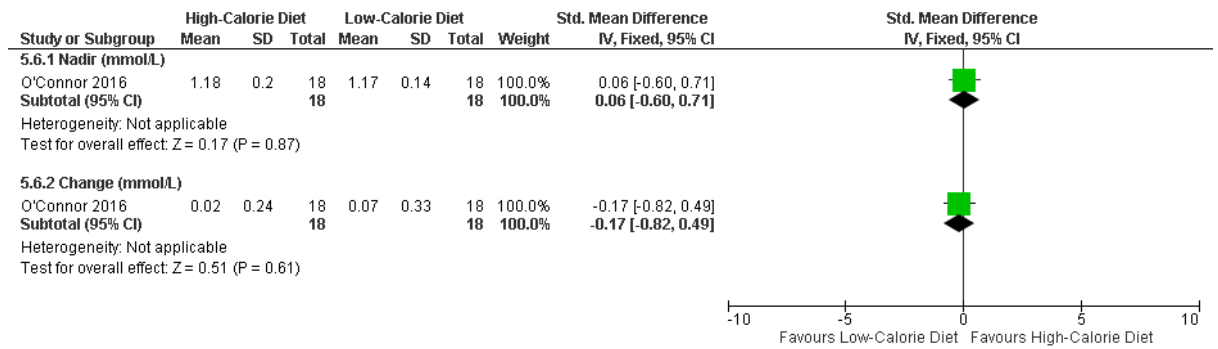 High-Calorie Diet Low-Calorie Diet Std. Mean Difference Std. Mean Difference
Study or Subgroup Mean SD Total Mean SD Total Weight IV, Fixed, 95% CI IV, Fixed, 95% CI
5.6.1 Nadir (mmol/L)
O'Connor 2016 1.18 0.2 18 1.17 0.14 18 100.0% 0.06 [-0.60, 0.71]
Subtotal (95% CI) 18 18 100.0% 0.06 [-0.60, 0.71]
Heterogeneity: Not applicable
Test for overall effect: Z = 0.17 (P = 0.87)
5.6.2 Change (mmol/L)
O'Connor 2016 0.02 0.24 18 0.07 0.33 18 100.0% -0.17 [-0.82, 0.49]
Subtotal (95% CI) 18 18 100.0% -0.17 [-0.82, 0.49]
Heterogeneity: Not applicable
Test for overall effect: Z = 0.51 (P = 0.61)
-10 -5 0 5 10
Favours Low-Calorie Diet Favours High-Calorie Diet